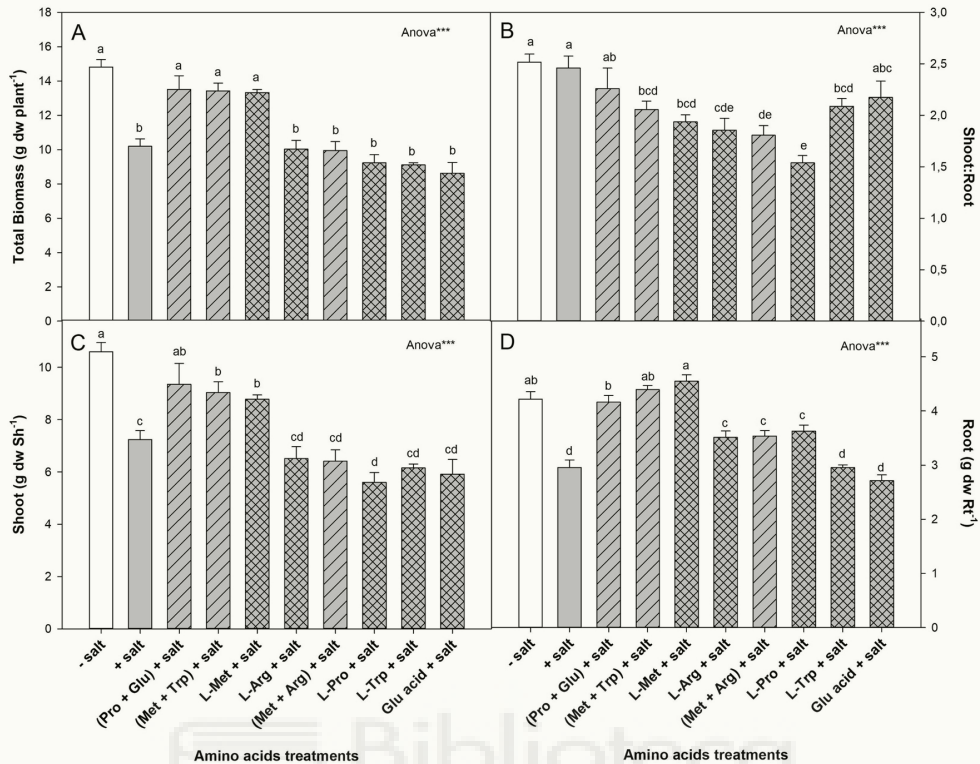 A
Anova***
18
16
14
12
10
8
6
4
2
0
Total Biomass (g dw plant-1)
a
b
a
a
a
b
b
b
b
b
B
Anova***
3,0
2,5
2,0
1,5
1,0
0,5
0,0
Shoot:Root
a
a
ab
bcd
bcd
cde
de
e
bcd
abc
C
Anova***
10
8
6
4
2
0
Shoot (g dw Sh-1)
a
c
ab
b
b
cd
cd
d
cd
cd
D
Anova***
5
4
3
2
1
0
Root (g dw Rt-1)
ab
d
b
ab
a
c
c
c
d
d
- salt
+ salt
(Pro + Glu) + salt
(Met + Trp) + salt
L-Met + salt
L-Arg + salt
(Met + Arg) + salt
L-Pro + salt
L-Trp + salt
Glu acid + salt
- salt
+ salt
(Pro + Glu) + salt
(Met + Trp) + salt
L-Met + salt
L-Arg + salt
(Met + Arg) + salt
L-Pro + salt
L-Trp + salt
Glu acid + salt
Amino acids treatments
Amino acids treatments
Biblioteca